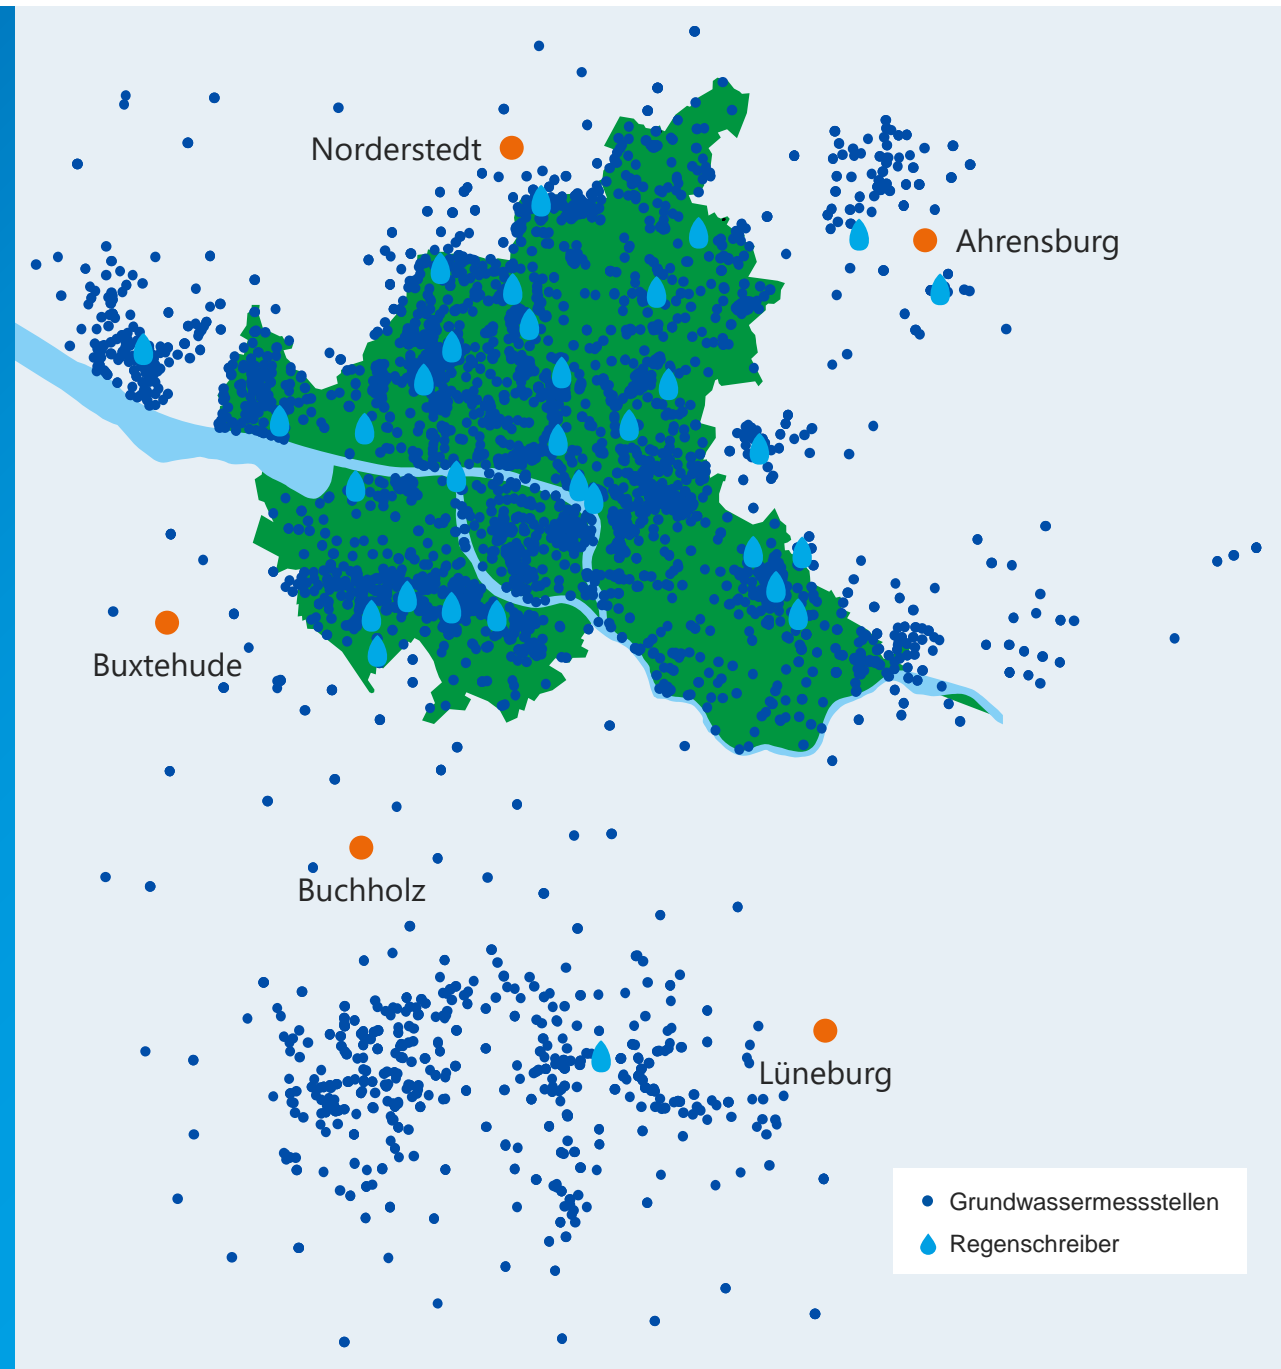 Norderstedt
Ahrensburg
Buxtehude
Buchholz
Lüneburg
Grundwassermessstellen
Regenschreiber